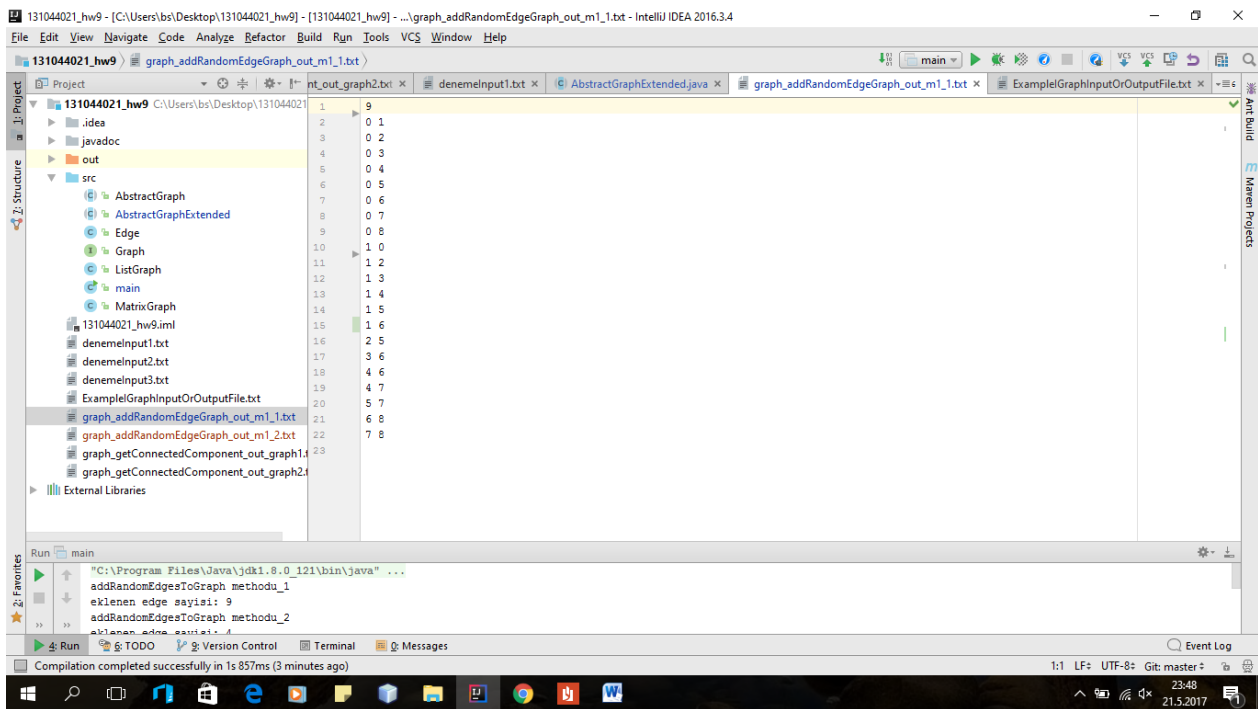 131044021_hw9 - [C:\Users\bs\Desktop\131044021_hw9] - [131044021_hw9] - ...\graph_addRandomEdgeGraph_out_m1_1.txt - IntelliJ IDEA 2016.3.4
File Edit View Navigate Code Analyze Refactor Build Run Tools VCS Window Help
131044021_hw9 graph_addRandomEdgeGraph_out_m1_1.txt
main
VCS VCS
Project
nt_out_graph2.txt
denemeInput1.txt
AbstractGraphExtended.java
graph_addRandomEdgeGraph_out_m1_1.txt
ExamplelGraphInputOrOutputFile.txt
1: Project
7: Structure
2: Favorites
Ant Build
Maven Projects
131044021_hw9 C:\Users\bs\Desktop\131044021
.idea
javadoc
out
src
AbstractGraph
AbstractGraphExtended
Edge
Graph
ListGraph
main
MatrixGraph
131044021_hw9.iml
denemeInput1.txt
denemeInput2.txt
denemeInput3.txt
ExamplelGraphInputOrOutputFile.txt
graph_addRandomEdgeGraph_out_m1_1.txt
graph_addRandomEdgeGraph_out_m1_2.txt
graph_getConnectedComponent_out_graph1.t
graph_getConnectedComponent_out_graph2.t
External Libraries
1 9
2 0 1
3 0 2
4 0 3
5 0 4
6 0 5
7 0 6
8 0 7
9 0 8
10 1 0
11 1 2
12 1 3
13 1 4
14 1 5
15 1 6
16 2 5
17 3 6
18 4 6
19 4 7
20 5 7
21 6 8
22 7 8
23
Run main
"C:\Program Files\Java\jdk1.8.0_121\bin\java" ...
addRandomEdgesToGraph methodu_1
eklenen edge sayisi: 9
addRandomEdgesToGraph methodu_2
eklenen edge sayisi: 4
4: Run 6: TODO 9: Version Control Terminal 0: Messages Event Log
Compilation completed successfully in 1s 857ms (3 minutes ago) 1:1 LF UTF-8 Git: master
23:48
21.5.2017